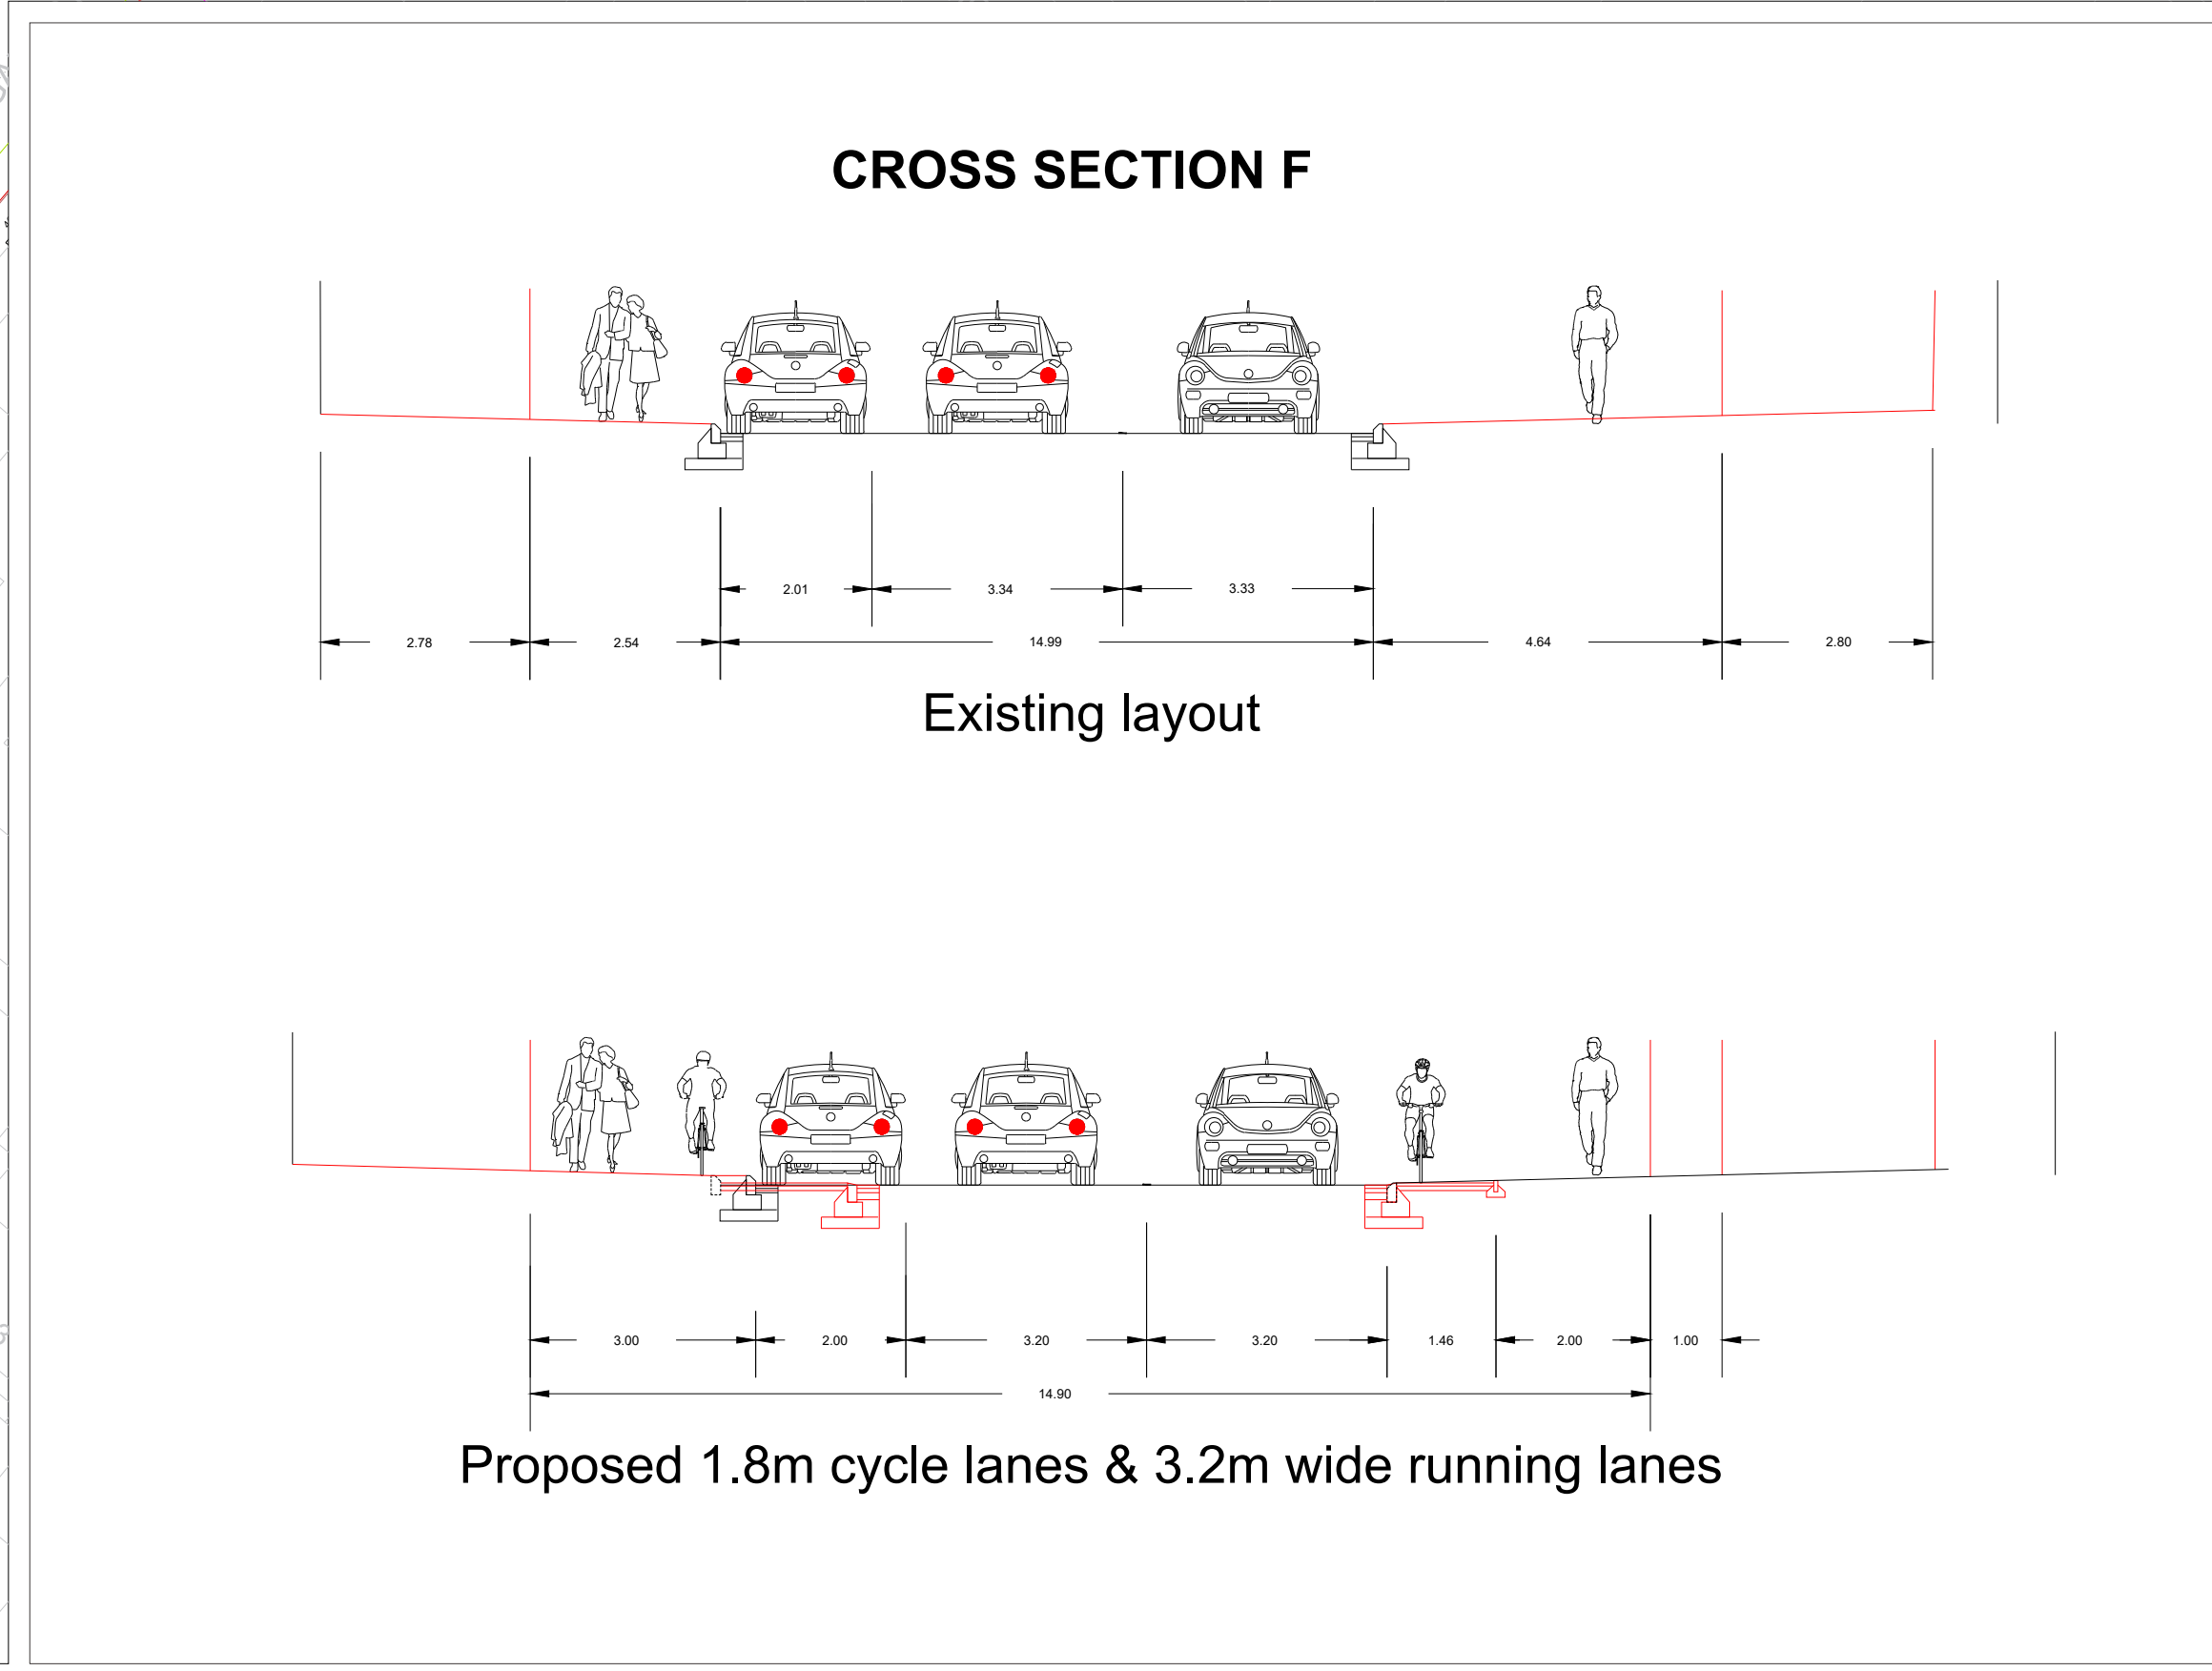 CROSS SECTION F
2.01 3.34 3.33
2.78 2.54 14.99 4.64 2.80
Existing layout
3.00 2.00 3.20 3.20 1.46 2.00 1.00
14.90
Proposed 1.8m cycle lanes & 3.2m wide running lanes